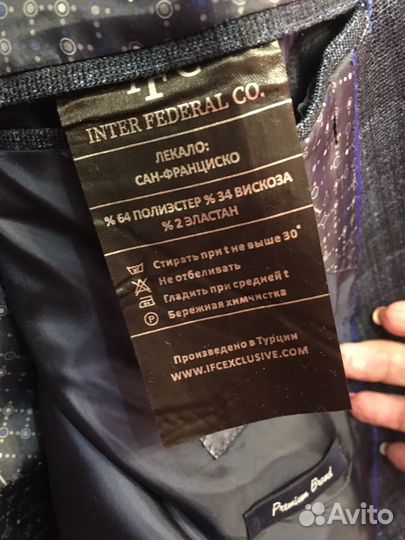 IFC
INTER FEDERAL CO.
ЛЕКАЛО:
САН-ФРАНЦИСКО
% 64 ПОЛИЭСТЕР % 34 ВИСКОЗА
% 2 ЭЛАСТАН
Стирать при t не выше 30°
Не отбеливать
Гладить при средней t
Бережная химчистка
P
Произведено в Турции
WWW.IFCEXCLUSIVE.COM
Premium Brand
Avito